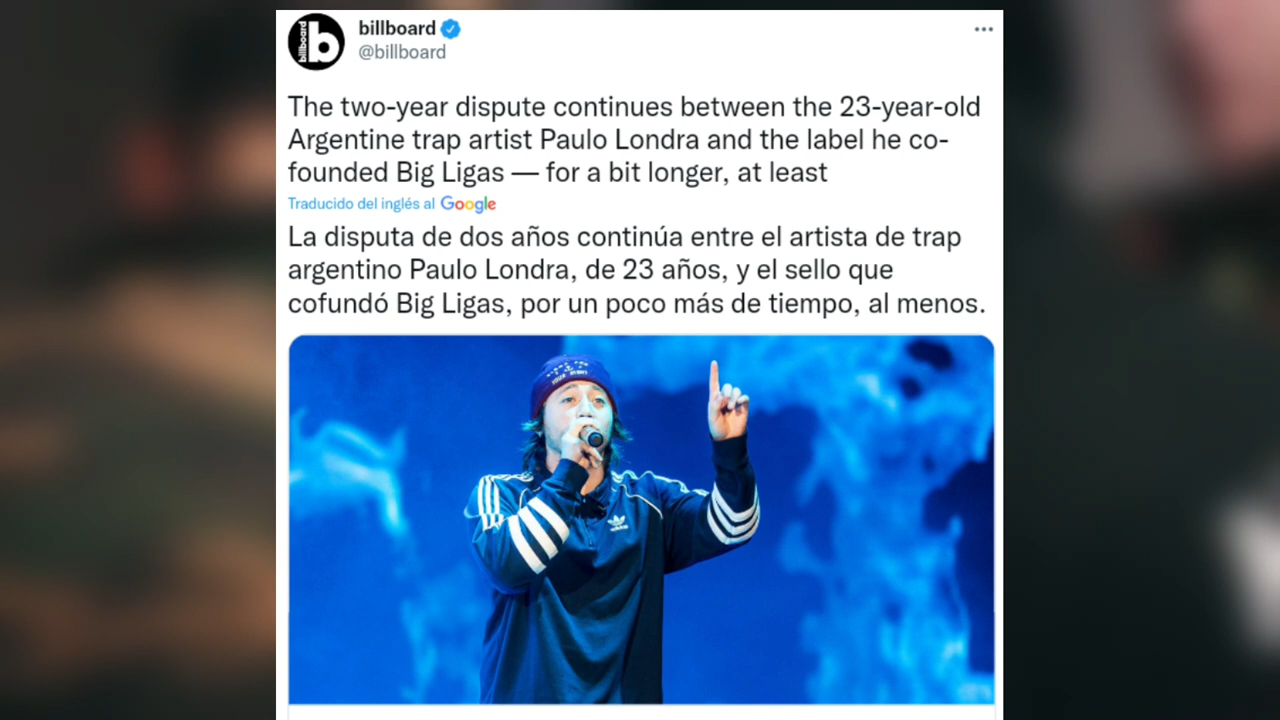 billboard
billboard
@billboard
The two-year dispute continues between the 23-year-old
Argentine trap artist Paulo Londra and the label he co-
founded Big Ligas — for a bit longer, at least
Traducido del inglés al Google
La disputa de dos años continúa entre el artista de trap
argentino Paulo Londra, de 23 años, y el sello que
cofundó Big Ligas, por un poco más de tiempo, al menos.
adidas